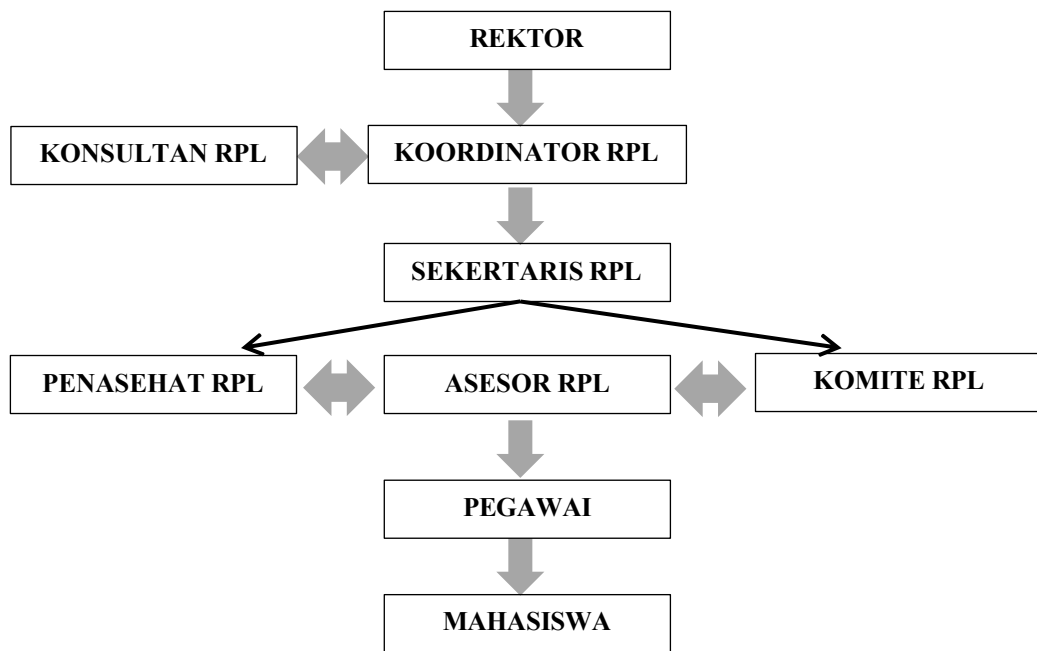 REKTOR
KONSULTAN RPL
KOORDINATOR RPL
SEKERTARIS RPL
PENASEHAT RPL
ASESOR RPL
KOMITE RPL
PEGAWAI
MAHASISWA